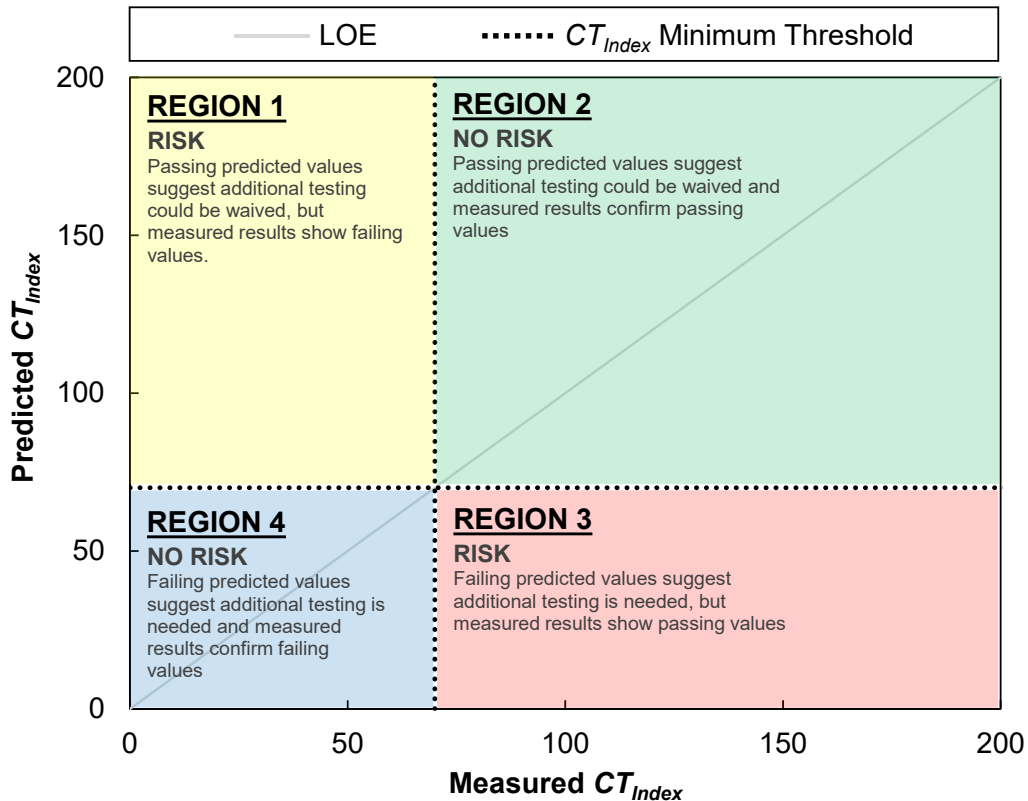 LOE
CT_Index Minimum Threshold
200
150
100
50
0
Predicted CT_Index
REGION 1
RISK
Passing predicted values
suggest additional testing
could be waived, but
measured results show failing
values.
REGION 2
NO RISK
Passing predicted values suggest
additional testing could be waived and
measured results confirm passing
values
REGION 4
NO RISK
Failing predicted values
suggest additional testing is
needed and measured
results confirm failing
values
REGION 3
RISK
Failing predicted values suggest
additional testing is needed, but
measured results show passing values
0
50
100
150
200
Measured CT_Index